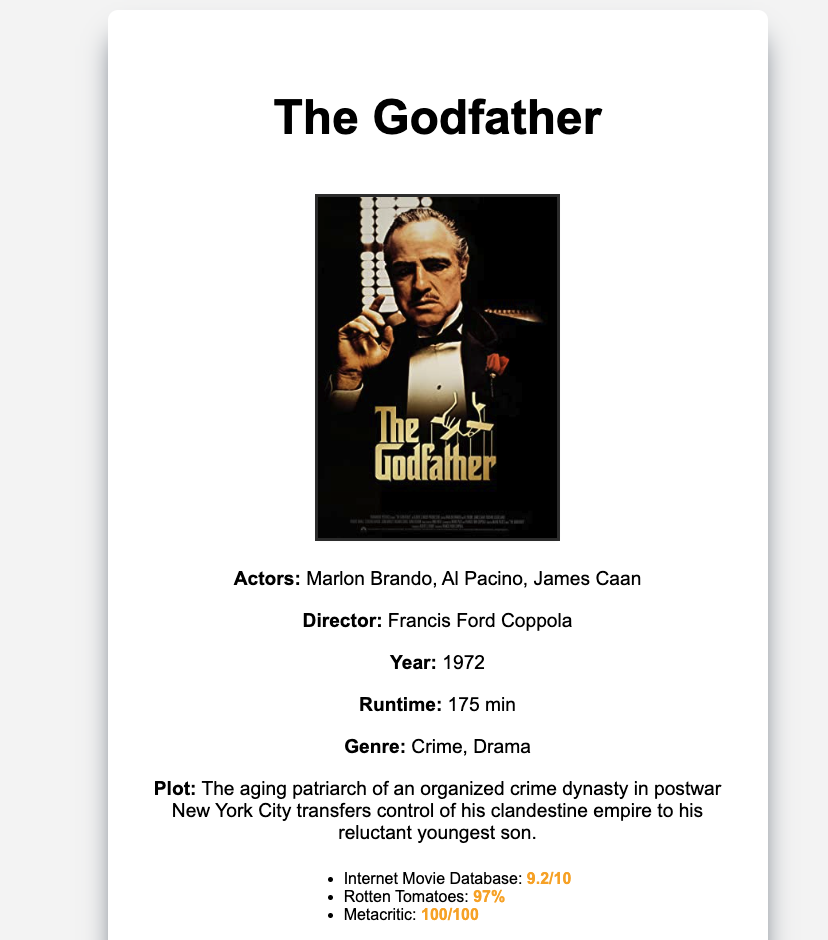 The Godfather
The
Godfather
Actors: Marlon Brando, Al Pacino, James Caan
Director: Francis Ford Coppola
Year: 1972
Runtime: 175 min
Genre: Crime, Drama
Plot: The aging patriarch of an organized crime dynasty in postwar
New York City transfers control of his clandestine empire to his
reluctant youngest son.
• Internet Movie Database: 9.2/10
• Rotten Tomatoes: 97%
• Metacritic: 100/100